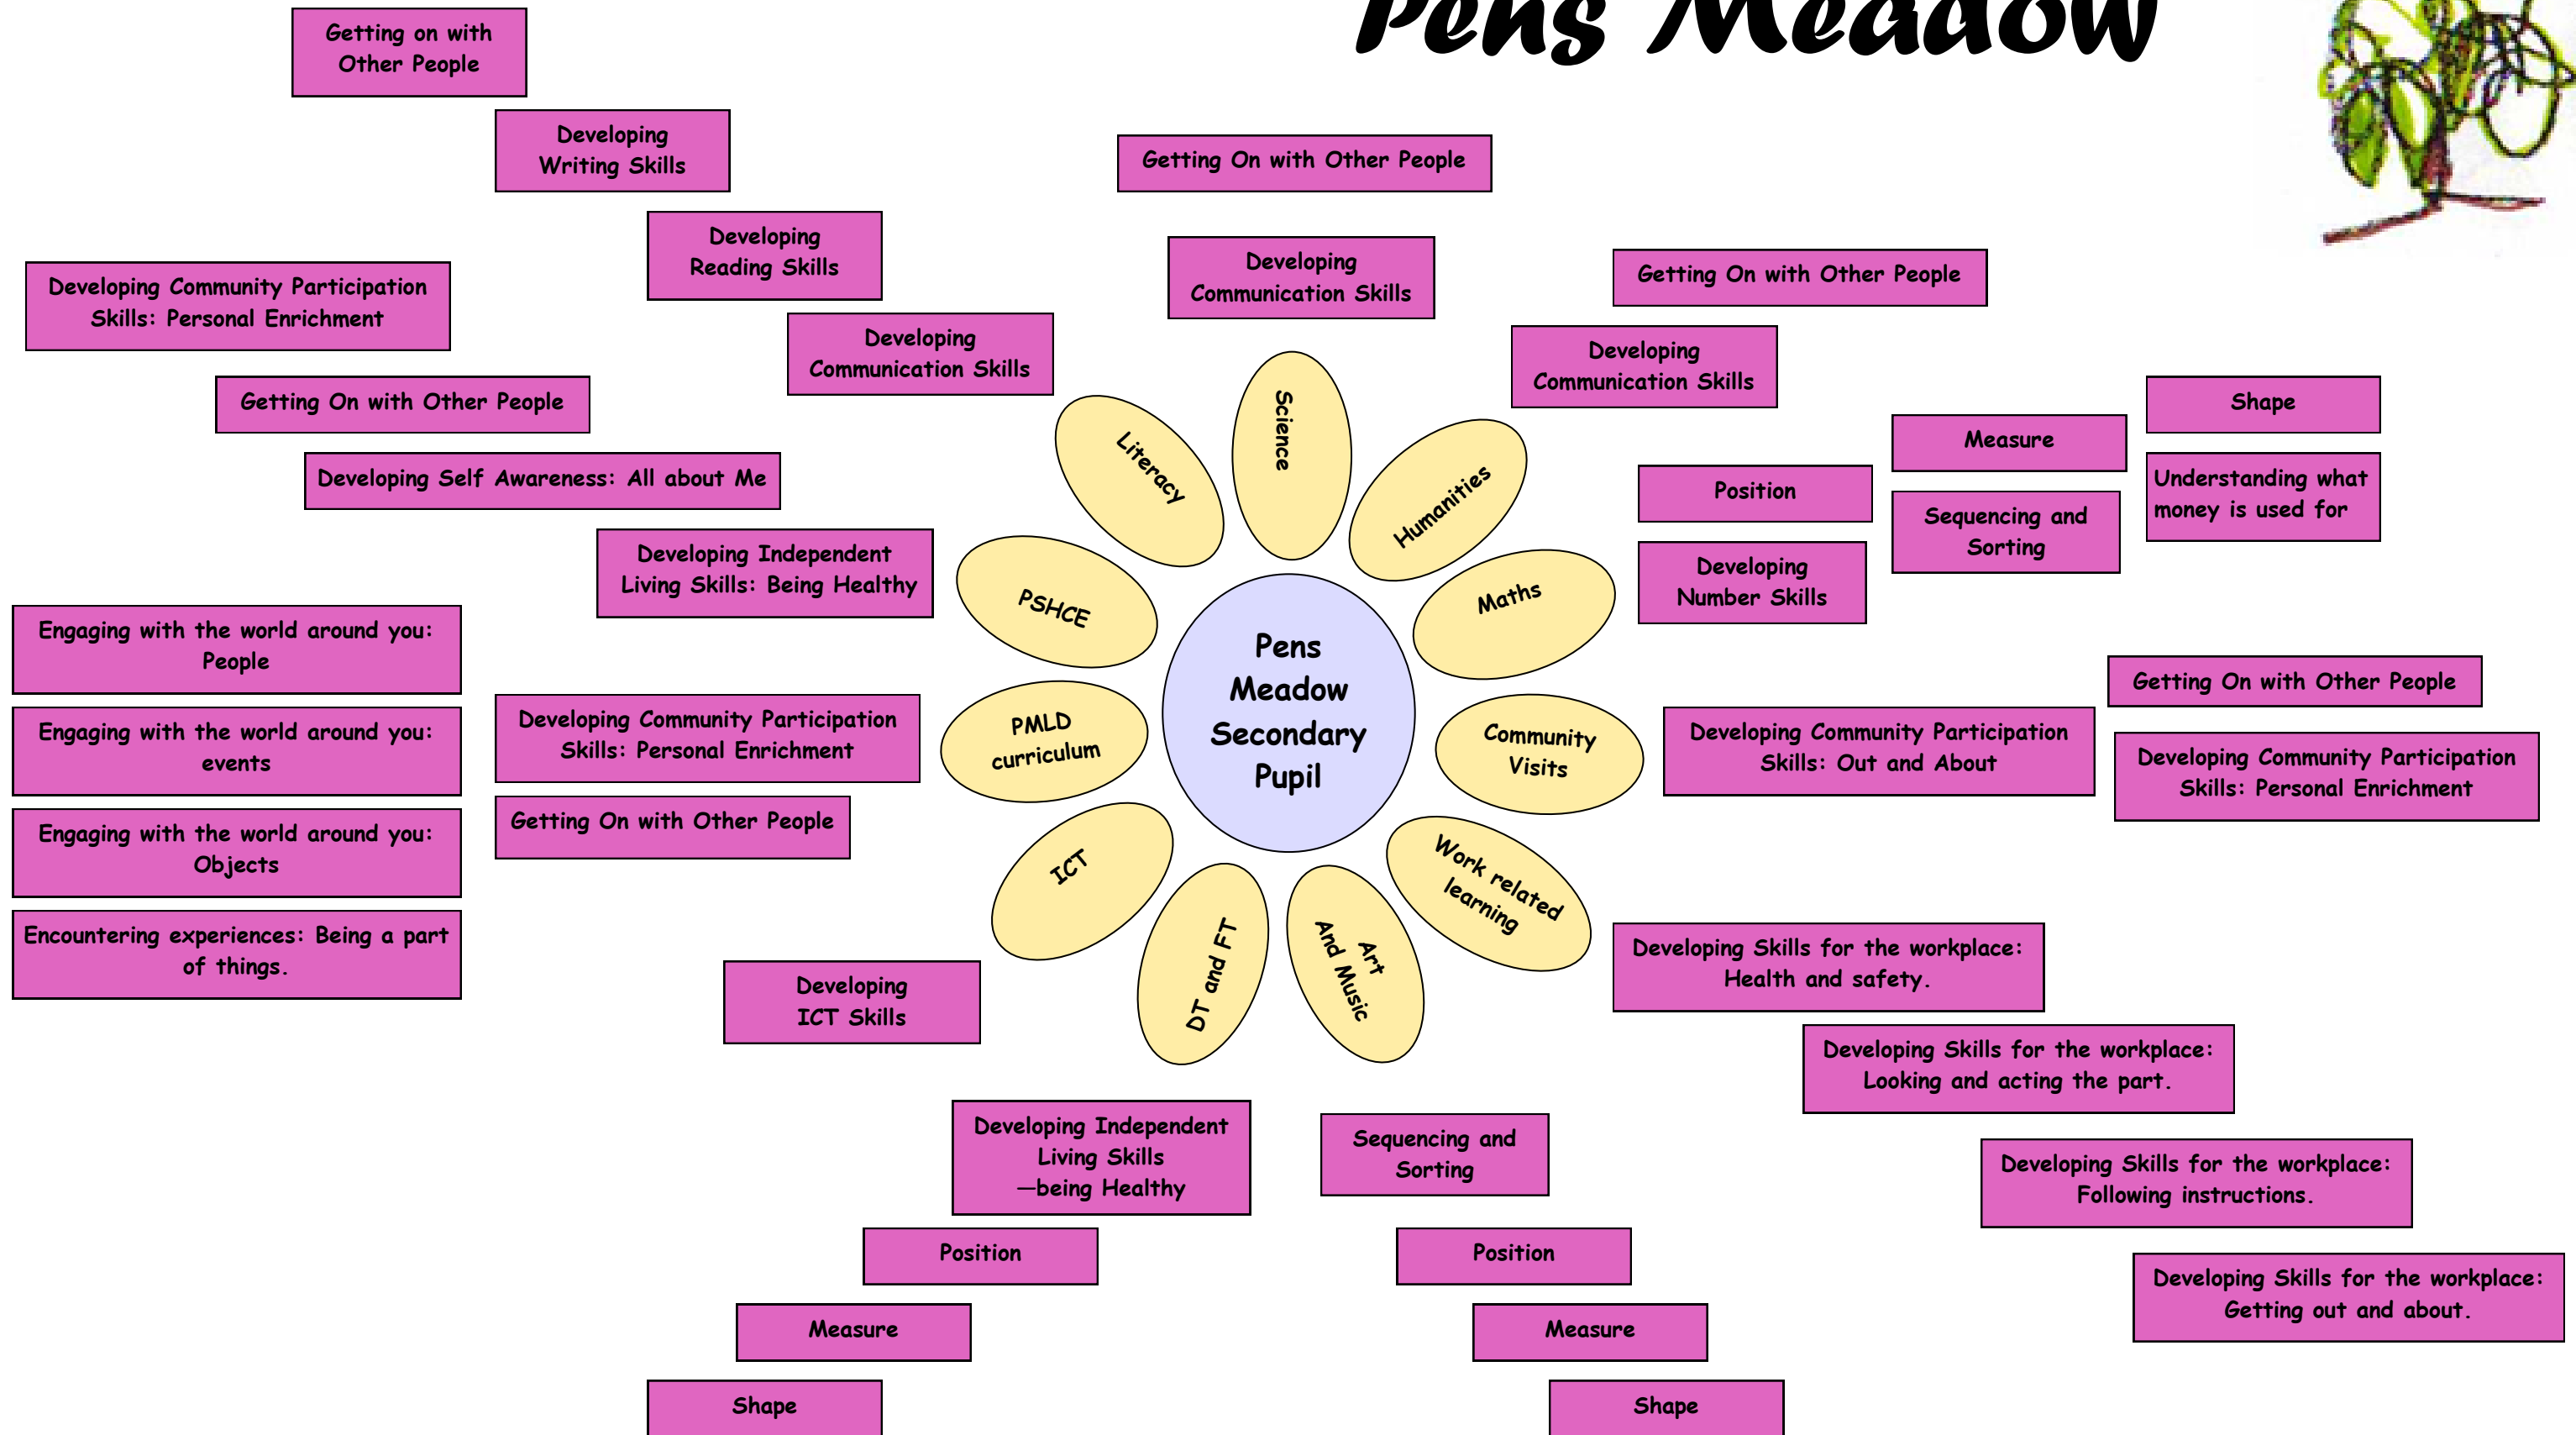 Pens Meadow
Getting on with
Other People
Developing
Writing Skills
Developing
Reading Skills
Developing
Communication Skills
Getting On with Other People
Developing
Communication Skills
Getting On with Other People
Developing
Communication Skills
Developing Community Participation
Skills: Personal Enrichment
Getting On with Other People
Developing Self Awareness: All about Me
Developing Independent
Living Skills: Being Healthy
Shape
Measure
Position
Understanding what
money is used for
Sequencing and
Sorting
Developing
Number Skills
Literacy
Science
Humanities
PSHCE
Maths
PMLD
curriculum
Pens
Meadow
Secondary
Pupil
Community
Visits
ICT
DT and FT
Art
And Music
Work related
learning
Engaging with the world around you:
People
Engaging with the world around you:
events
Engaging with the world around you:
Objects
Encountering experiences: Being a part
of things.
Developing Community Participation
Skills: Personal Enrichment
Getting On with Other People
Getting On with Other People
Developing Community Participation
Skills: Out and About
Developing Community Participation
Skills: Personal Enrichment
Developing
ICT Skills
Developing Skills for the workplace:
Health and safety.
Developing Skills for the workplace:
Looking and acting the part.
Developing Skills for the workplace:
Following instructions.
Developing Skills for the workplace:
Getting out and about.
Developing Independent
Living Skills
—being Healthy
Position
Measure
Shape
Sequencing and
Sorting
Position
Measure
Shape